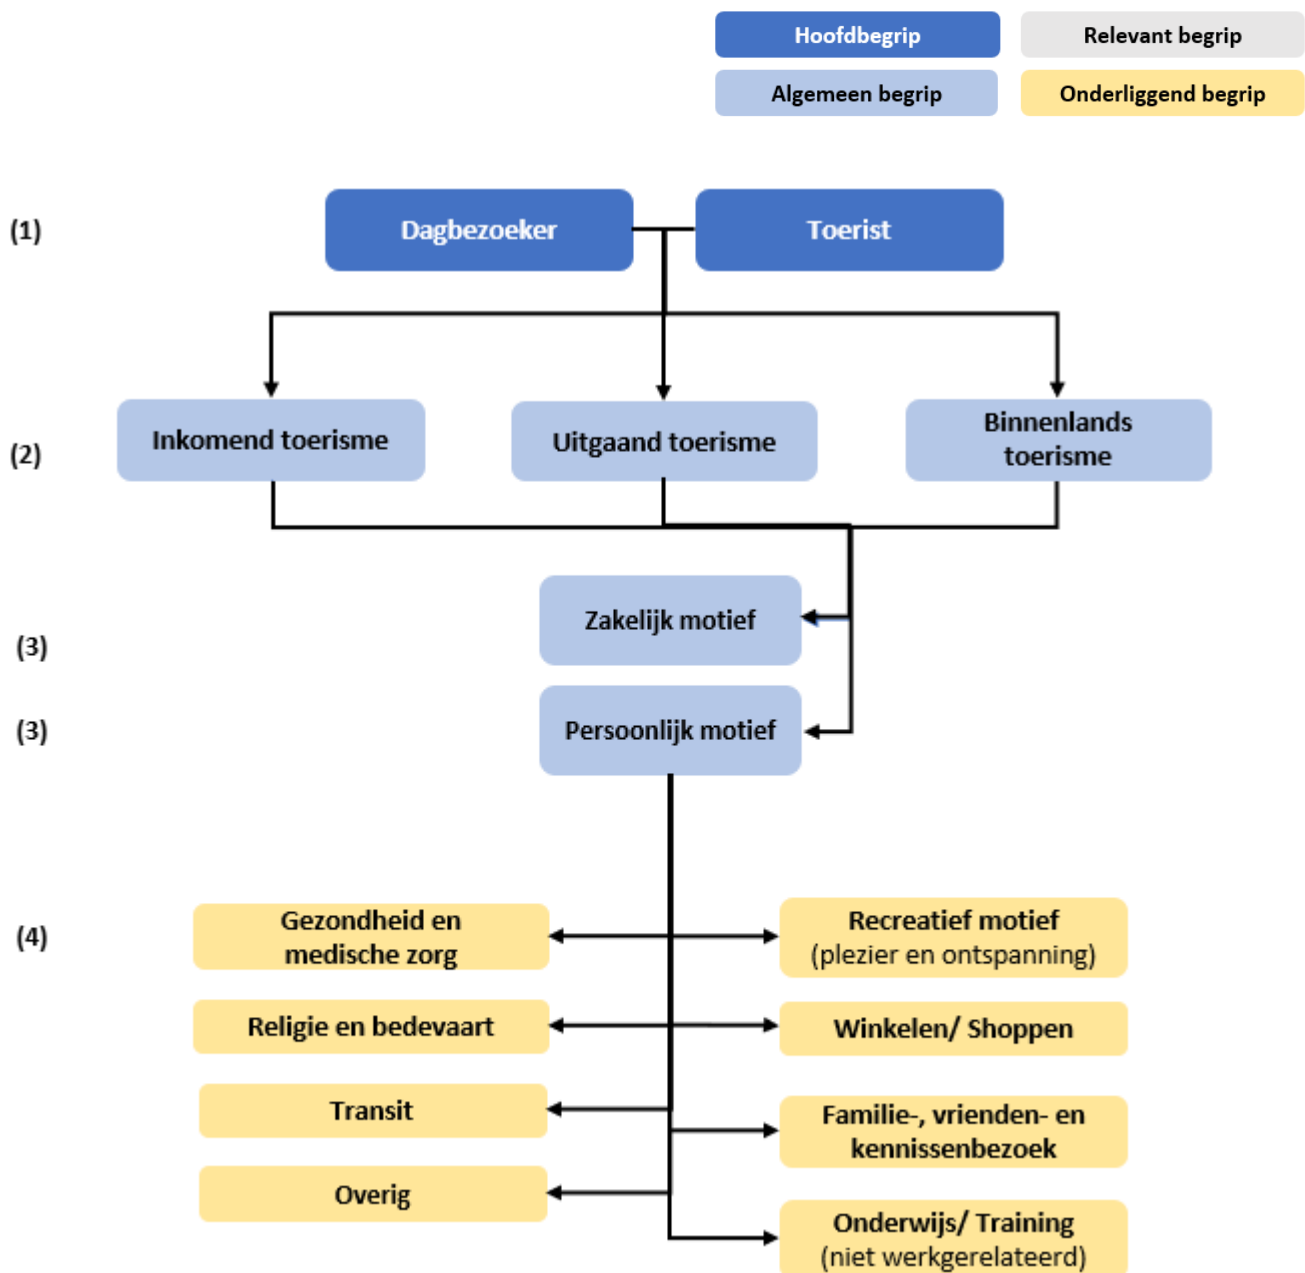 Hoofdbegrip
Relevant begrip
Algemeen begrip
Onderliggend begrip
(1)
Dagbezoeker
Toerist
(2)
Inkomend toerisme
Uitgaand toerisme
Binnenlands
toerisme
(3)
Zakelijk motief
(3)
Persoonlijk motief
(4)
Gezondheid en
medische zorg
Recreatief motief
(plezier en ontspanning)
Religie en bedevaart
Winkelen/ Shoppen
Transit
Familie-, vrienden- en
kennissenbezoek
Overig
Onderwijs/ Training
(niet werkgerelateerd)